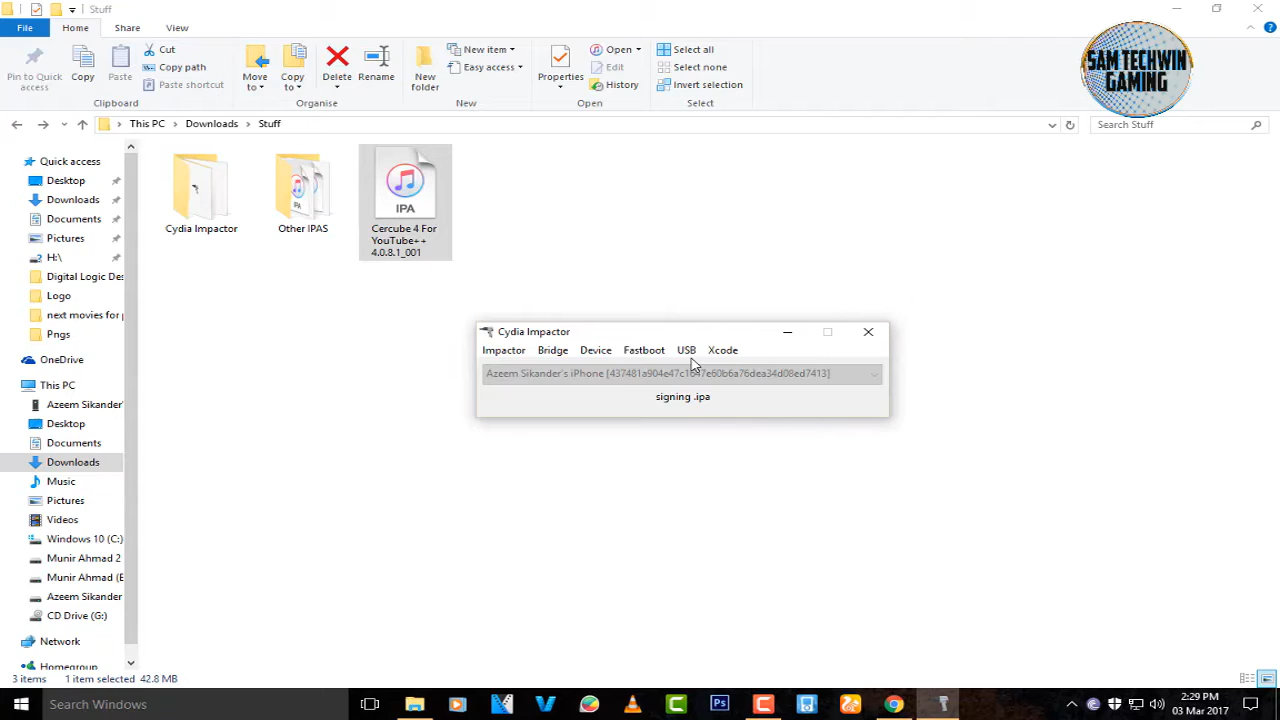 Stuff
File Home Share View
Pin to Quick access
Copy
Paste
Cut
Copy path
Paste shortcut
Move to
Copy to
Delete
Rename
New folder
New item
Easy access
Properties
Open
Edit
History
Select all
Select none
Invert selection
Clipboard Organise New Open Select
SAM TECHWIN
GAMING
This PC Downloads Stuff
Search Stuff
Quick access
Desktop
Downloads
Documents
Pictures
H:\
Digital Logic Des
Logo
next movies for p
Pngs
OneDrive
This PC
Azeem Sikander'
Desktop
Documents
Downloads
Music
Pictures
Videos
Windows 10 (C:)
Munir Ahmad 2
Munir Ahmad (E
Azeem Sikander
CD Drive (G:)
Network
Homegroup
Cydia Impactor
Other IPAS
IPA
Cercube 4 For
YouTube++
4.0.8.1_001
Cydia Impactor
Impactor Bridge Device Fastboot USB Xcode
Azeem Sikander's iPhone
signing .ipa
3 items 1 item selected 42.8 MB
Search Windows
Ps
2:29 PM
03 Mar 2017